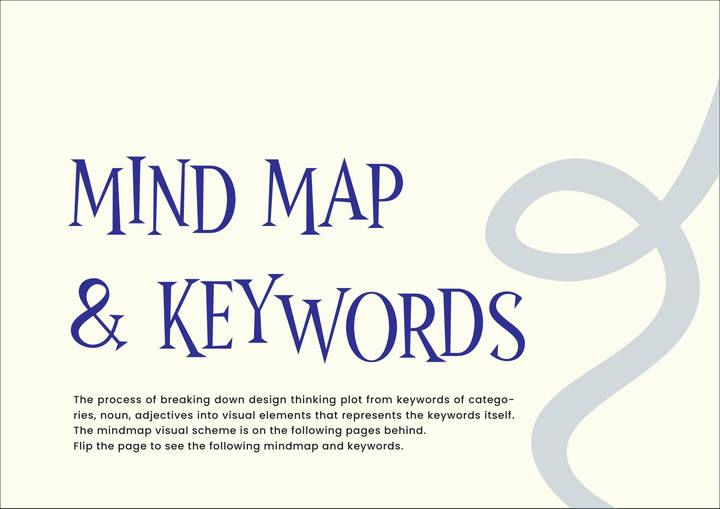 MIND MAP
& KEYWORDS
The process of breaking down design thinking plot from keywords of catego-
ries, noun, adjectives into visual elements that represents the keywords itself.
The mindmap visual scheme is on the following pages behind.
Flip the page to see the following mindmap and keywords.